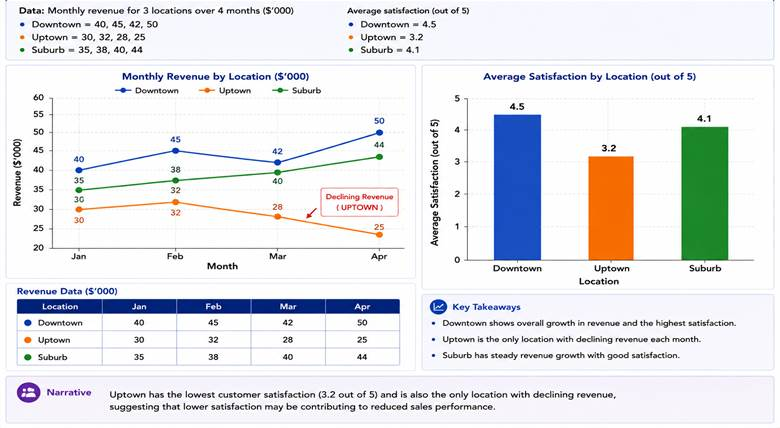 Data: Monthly revenue for 3 locations over 4 months ($'000)
• Downtown = 40, 45, 42, 50
• Uptown = 30, 32, 28, 25
• Suburb = 35, 38, 40, 44
Average satisfaction (out of 5)
• Downtown = 4.5
• Uptown = 3.2
• Suburb = 4.1
Monthly Revenue by Location ($'000)
Downtown Uptown Suburb
Revenue ($'000)
60
55
50
45
40
35
30
25
20
40
35
30
30
45
38
32
32
42
40
28
50
44
25
Declining Revenue
( UPTOWN )
Jan Feb Mar Apr
Month
Average Satisfaction by Location (out of 5)
Average Satisfaction (out of 5)
5
4
3
2
1
0
4.5
3.2
4.1
Downtown Uptown Suburb
Location
Revenue Data ($'000)
Location Jan Feb Mar Apr
Downtown 40 45 42 50
Uptown 30 32 28 25
Suburb 35 38 40 44
Key Takeaways
• Downtown shows overall growth in revenue and the highest satisfaction.
• Uptown is the only location with declining revenue each month.
• Suburb has steady revenue growth with good satisfaction.
Narrative
Uptown has the lowest customer satisfaction (3.2 out of 5) and is also the only location with declining revenue,
suggesting that lower satisfaction may be contributing to reduced sales performance.